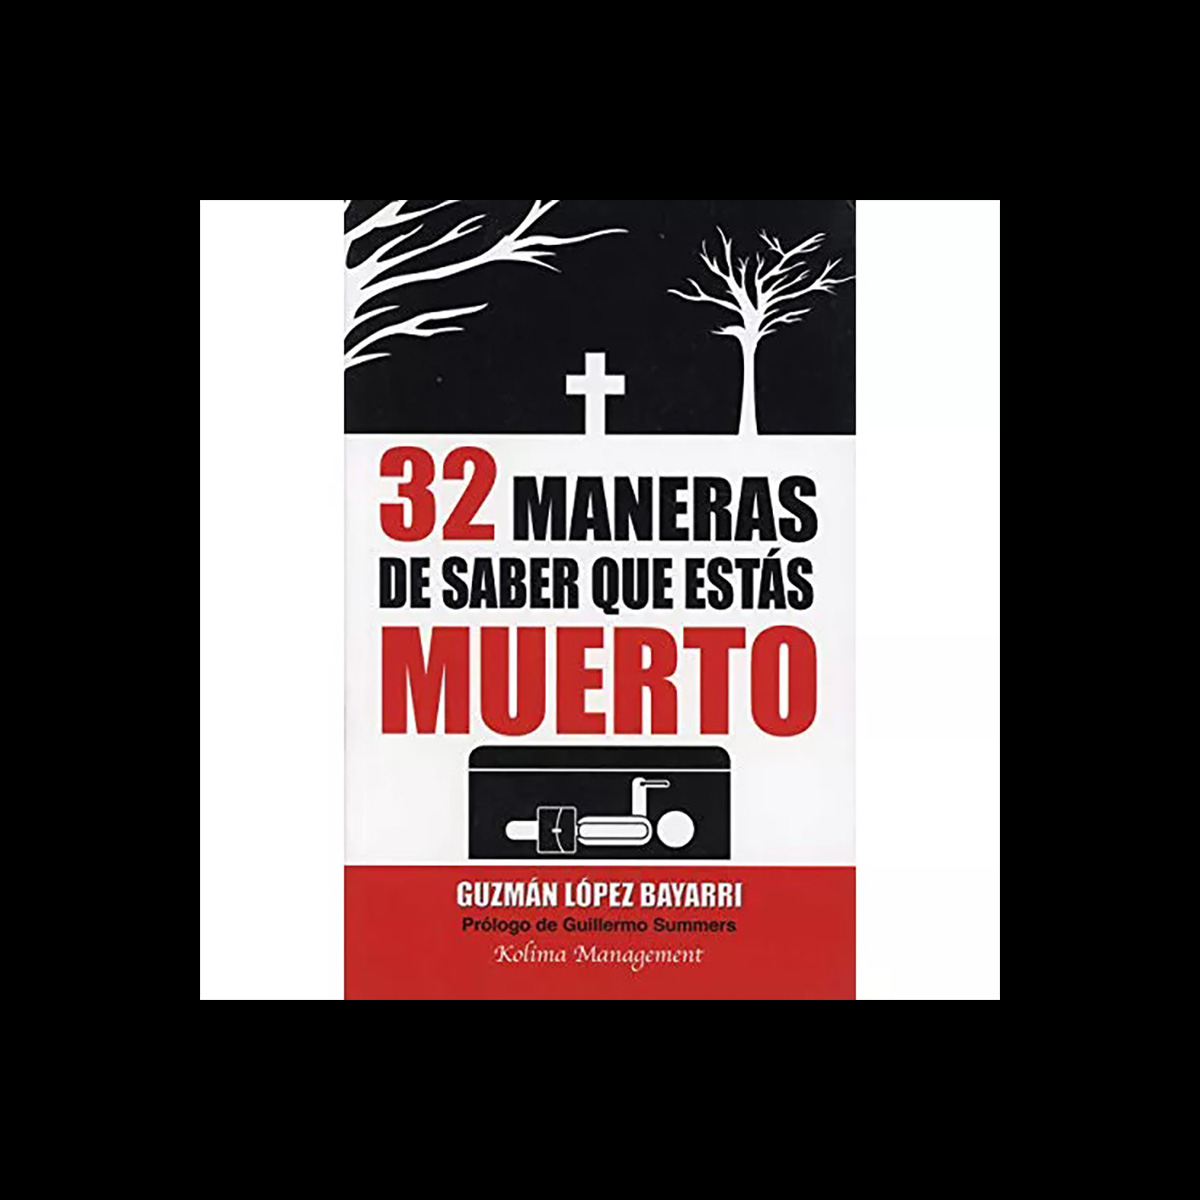 32 MANERAS
DE SABER QUE ESTÁS
MUERTO
GUZMÁN LÓPEZ BAYARRI
Prólogo de Guillermo Summers
Kolima Management